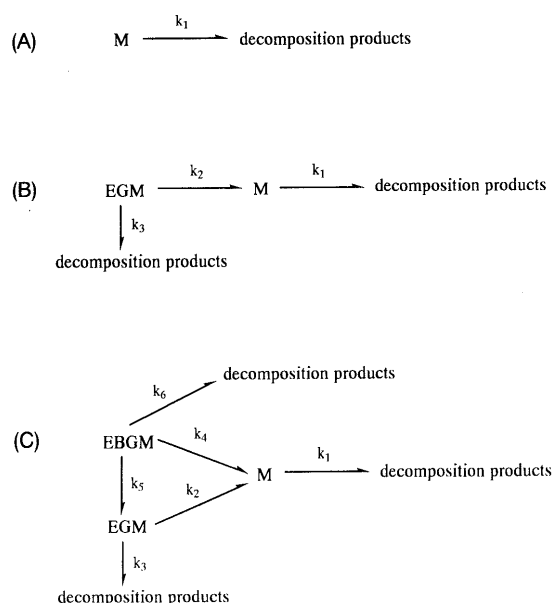 (A) M k1 decomposition products
(B) EGM k2 M k1 decomposition products
k3
decomposition products
k6 decomposition products
(C) EBGM k4 M k1 decomposition products
k5 k2
EGM
k3
decomposition products